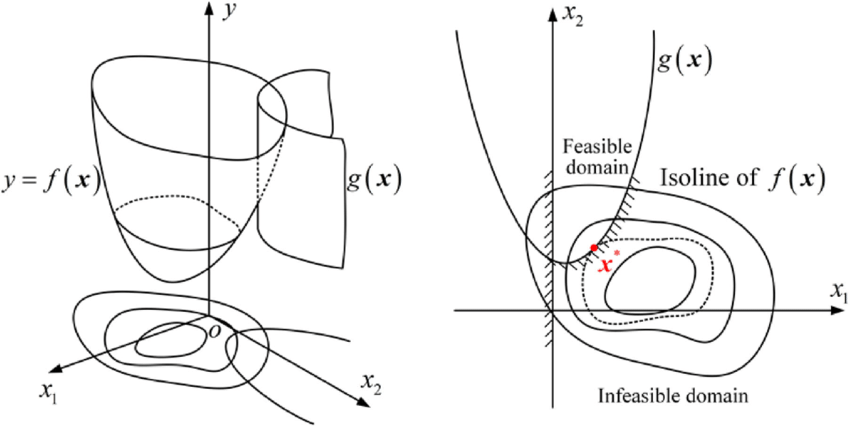 y
y = f(x)
g(x)
o
x₁
x₂
x₂
g(x)
Feasible
domain
Isoline of f(x)
x*
x₁
Infeasible domain